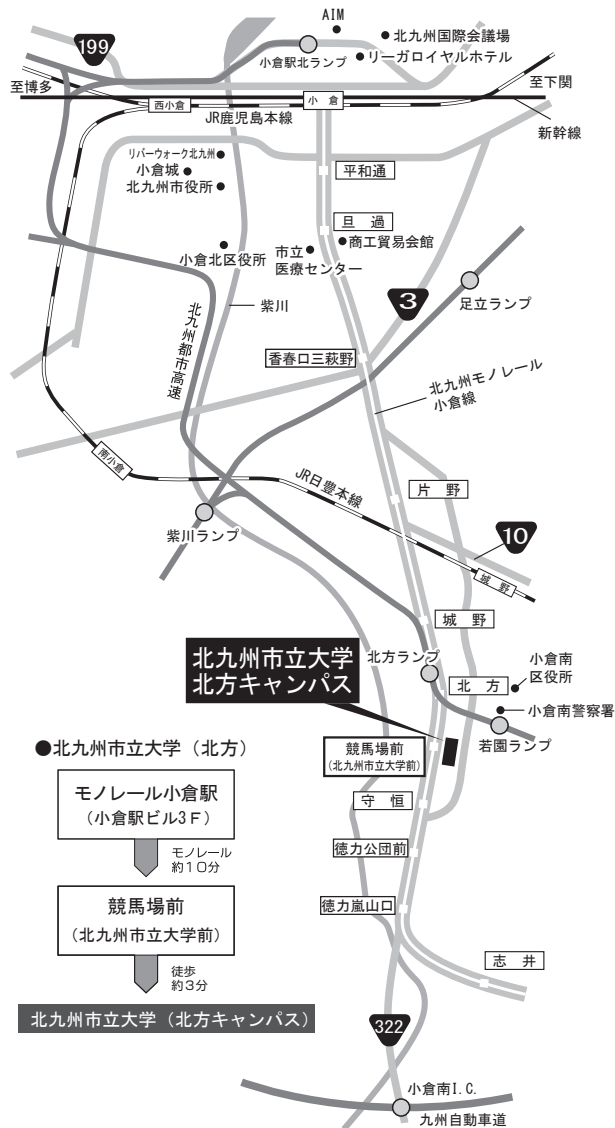 AIM
199
北九州国際会議場
小倉駅北ランプ
リーガロイヤルホテル
至博多
至下関
西小倉
小倉
JR鹿児島本線
新幹線
リバーウォーク北九州
小倉城
北九州市役所
平和通
旦過
商工貿易会館
小倉北区役所
市立
医療センター
3
足立ランプ
紫川
北九州都市高速
香春口三萩野
北九州モノレール
小倉線
南小倉
JR日豊本線
片野
紫川ランプ
10
城野
城野
北九州市立大学
北方キャンパス
北方ランプ
小倉南
区役所
北方
小倉南警察署
若園ランプ
●北九州市立大学(北方)
競馬場前
(北九州市立大学前)
モノレール小倉駅
(小倉駅ビル3F)
守恒
モノレール
約10分
徳力公団前
競馬場前
(北九州市立大学前)
徳力嵐山口
志井
徒歩
約3分
北九州市立大学(北方キャンパス)
322
小倉南I.C.
九州自動車道